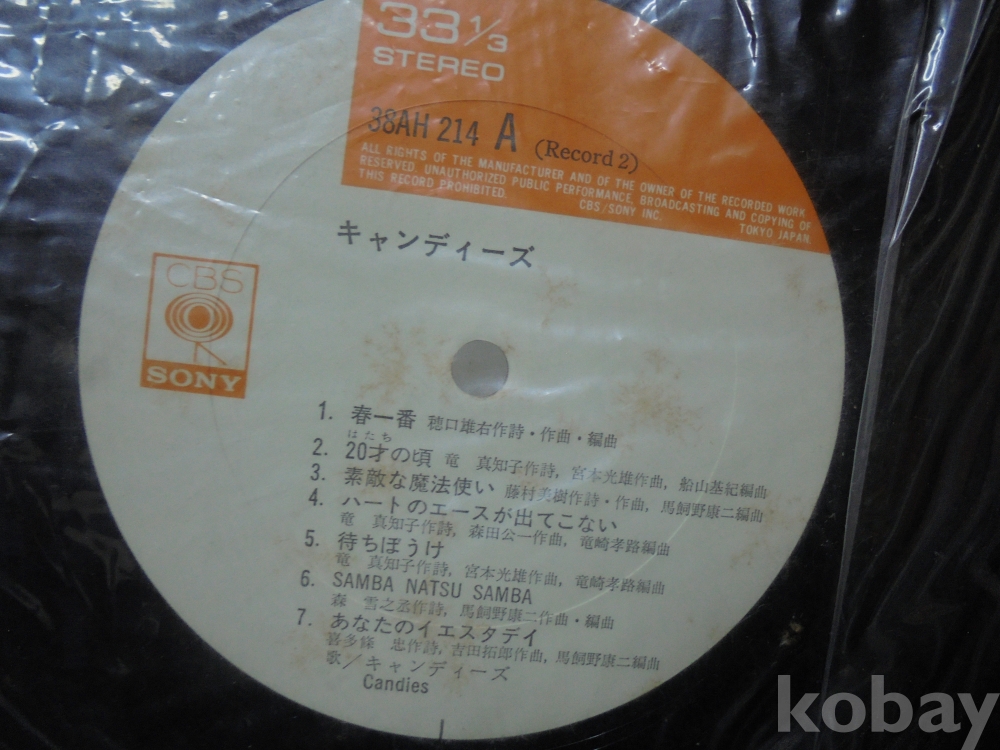 33 1/3
STEREO
38AH 214 A (Record 2)
ALL RIGHTS OF THE MANUFACTURER AND OF THE OWNER OF THE RECORDED WORK
RESERVED. UNAUTHORIZED PUBLIC PERFORMANCE, BROADCASTING AND COPYING OF
THIS RECORD PROHIBITED. CBS/SONY INC. TOKYO JAPAN.
キャンディーズ
CBS
SONY
1. 春一番 穂口雄右作詩・作曲・編曲
はたち
2. 20才の頃 竜 真知子作詩, 宮本光雄作曲, 船山基紀編曲
3. 素敵な魔法使い 藤村美樹作詩・作曲, 馬飼野康二編曲
4. ハートのエースが出てこない
竜 真知子作詩, 森田公一作曲, 竜崎孝路編曲
5. 待ちぼうけ
竜 真知子作詩, 宮本光雄作曲, 竜崎孝路編曲
6. SAMBA NATSU SAMBA
森 雪之丞作詩, 馬飼野康二作曲・編曲
7. あなたのイエスタデイ
喜多條 忠作詩, 吉田拓郎作曲, 馬飼野康二編曲
歌／キャンディーズ
Candies
kobay